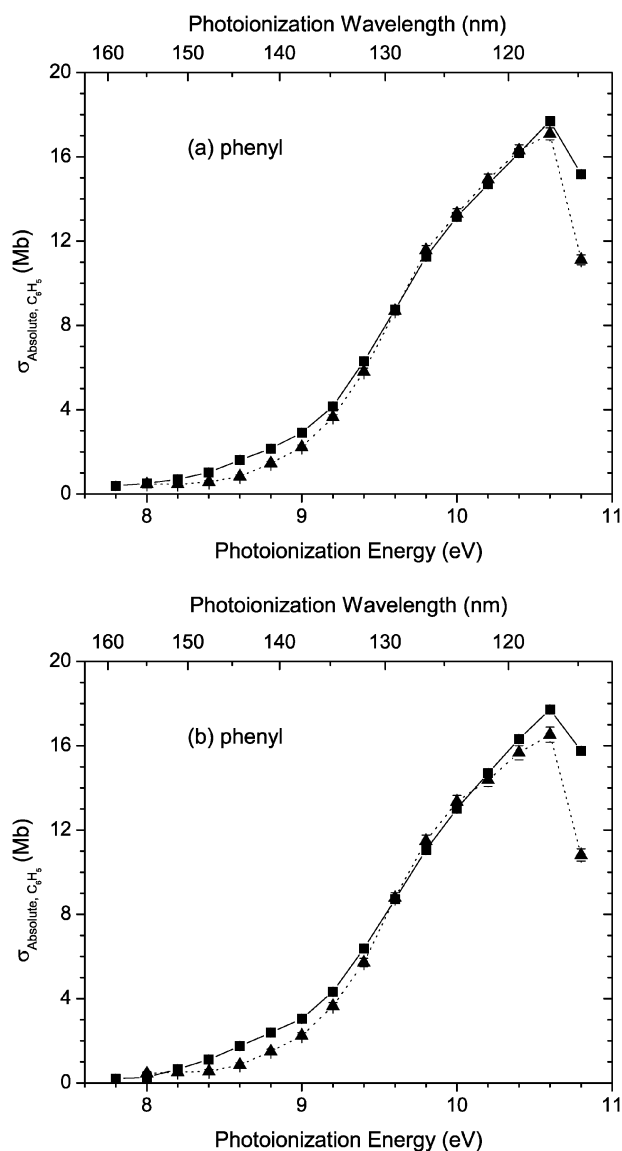 Photoionization Wavelength (nm)
160 150 140 130 120
20
16
12
8
4
0
(a) phenyl
σAbsolute, C6H5 (Mb)
8 9 10 11
Photoionization Energy (eV)
Photoionization Wavelength (nm)
160 150 140 130 120
20
16
12
8
4
0
(b) phenyl
σAbsolute, C6H5 (Mb)
8 9 10 11
Photoionization Energy (eV)